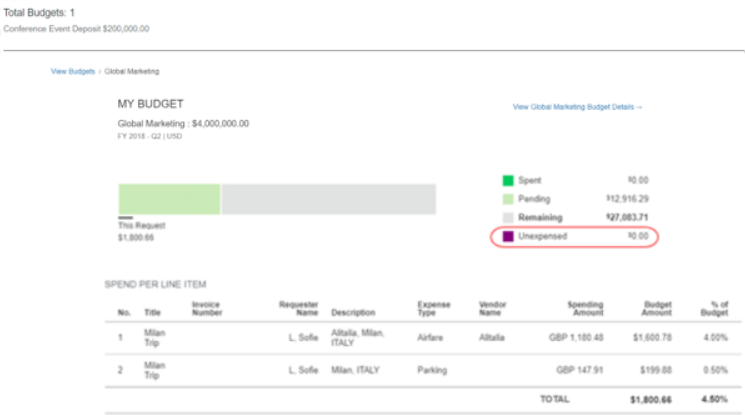 Total Budgets: 1
Conference Event Deposit $200,000.00
View Budgets › Global Marketing
MY BUDGET
View Global Marketing Budget Details →
Global Marketing : $4,000,000.00
FY 2018 - Q2 | USD
Spent $0.00
Pending $12,916.29
Remaining $27,083.71
Unexpensed $0.00
This Request
$1,800.66
SPEND PER LINE ITEM
No. Title Invoice Number Requester Name Description Expense Type Vendor Name Spending Amount Budget Amount % of Budget
1 Milan Trip L, Sofie Alitalia, Milan, ITALY Airfare Alitalia GBP 1,180.48 $1,600.78 4.00%
2 Milan Trip L, Sofie Milan, ITALY Parking GBP 147.91 $199.88 0.50%
TOTAL $1,800.66 4.50%